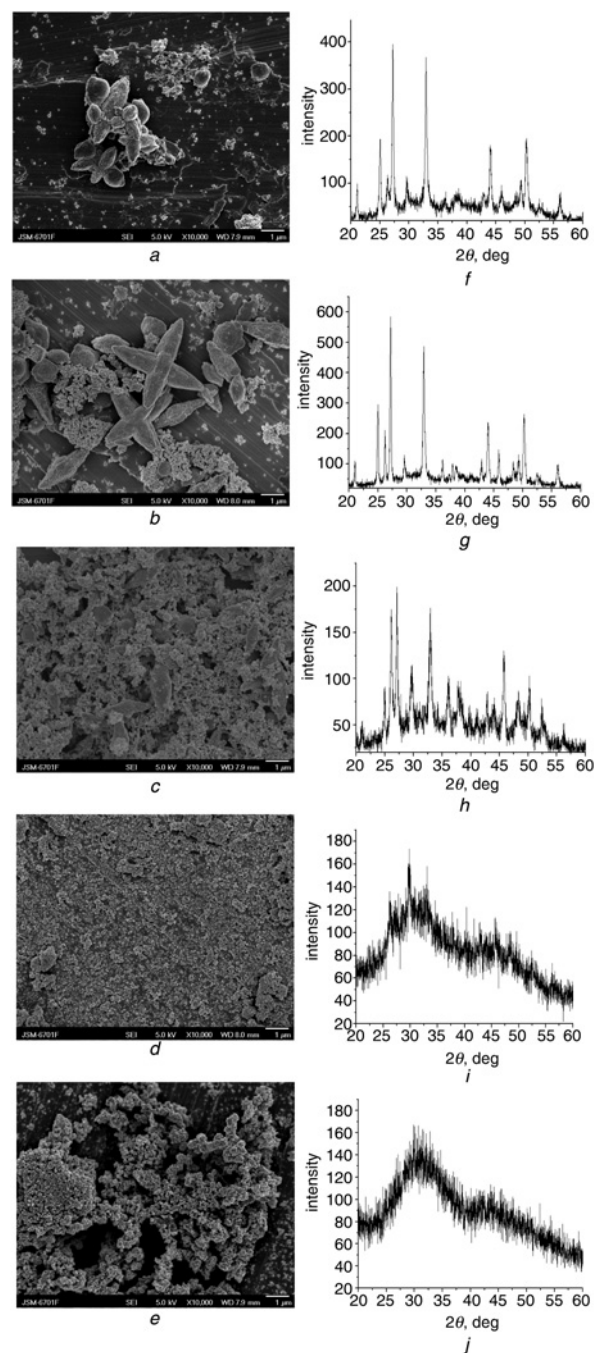 JSM-6701F SEI 5.0 kV X10,000 WD 7.9 mm 1 µm
a
intensity
400
300
200
100
20 25 30 35 40 45 50 55 60
2θ, deg
f
JSM-6701F SEI 5.0 kV X10,000 WD 8.0 mm 1 µm
b
intensity
600
500
400
300
200
100
20 25 30 35 40 45 50 55 60
2θ, deg
g
JSM-6701F SEI 5.0 kV X10,000 WD 7.9 mm 1 µm
c
intensity
200
150
100
50
20 25 30 35 40 45 50 55 60
2θ, deg
h
JSM-6701F SEI 5.0 kV X10,000 WD 8.0 mm 1 µm
d
intensity
180
160
140
120
100
80
60
40
20
20 25 30 35 40 45 50 55 60
2θ, deg
i
JSM-6701F SEI 5.0 kV X10,000 WD 7.9 mm 1 µm
e
intensity
180
160
140
120
100
80
60
40
20
20 25 30 35 40 45 50 55 60
2θ, deg
j